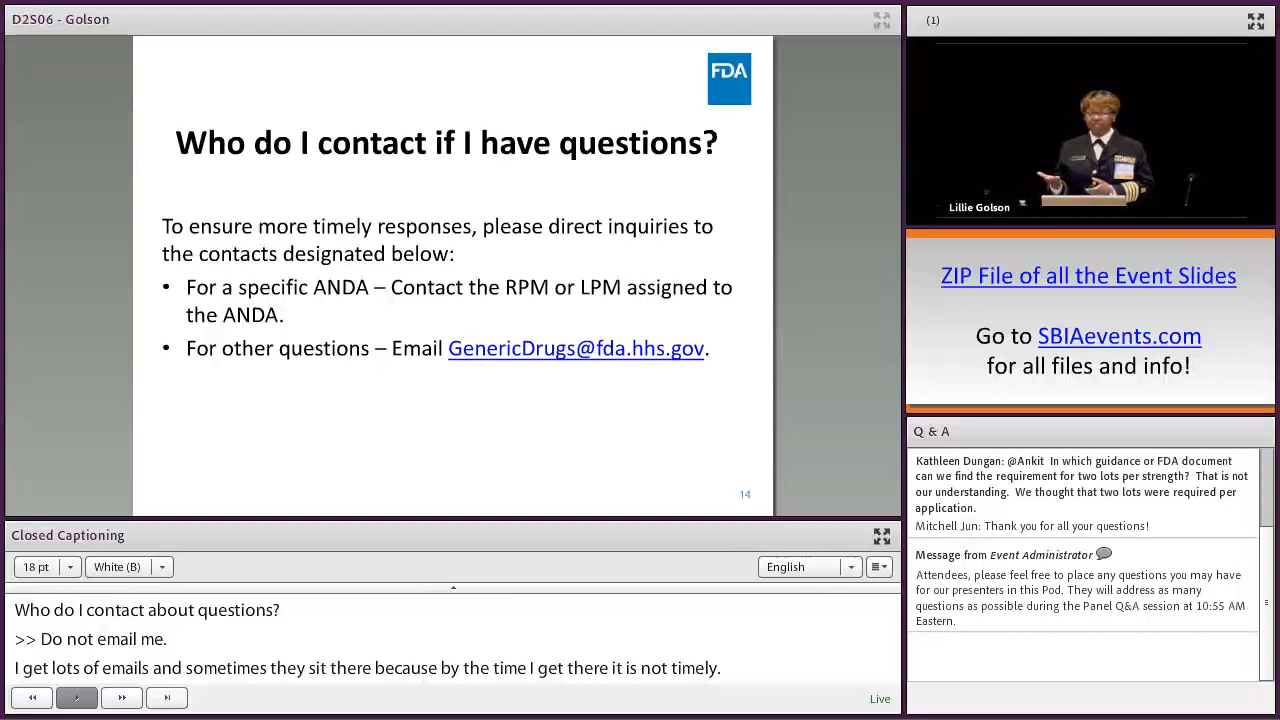 D2S06 - Golson
FDA
Who do I contact if I have questions?
To ensure more timely responses, please direct inquiries to
the contacts designated below:
• For a specific ANDA – Contact the RPM or LPM assigned to
the ANDA.
• For other questions – Email GenericDrugs@fda.hhs.gov.
14
Closed Captioning
18 pt
White (B)
English
Who do I contact about questions?
>> Do not email me.
I get lots of emails and sometimes they sit there because by the time I get there it is not timely.
Live
(1)
Lillie Golson
ZIP File of all the Event Slides
Go to SBIAevents.com
for all files and info!
Q & A
Kathleen Dungan: @Ankit In which guidance or FDA document
can we find the requirement for two lots per strength? That is not
our understanding. We thought that two lots were required per
application.
Mitchell Jun: Thank you for all your questions!
Message from Event Administrator
Attendees, please feel free to place any questions you may have
for our presenters in this Pod. They will address as many
questions as possible during the Panel Q&A session at 10:55 AM
Eastern.